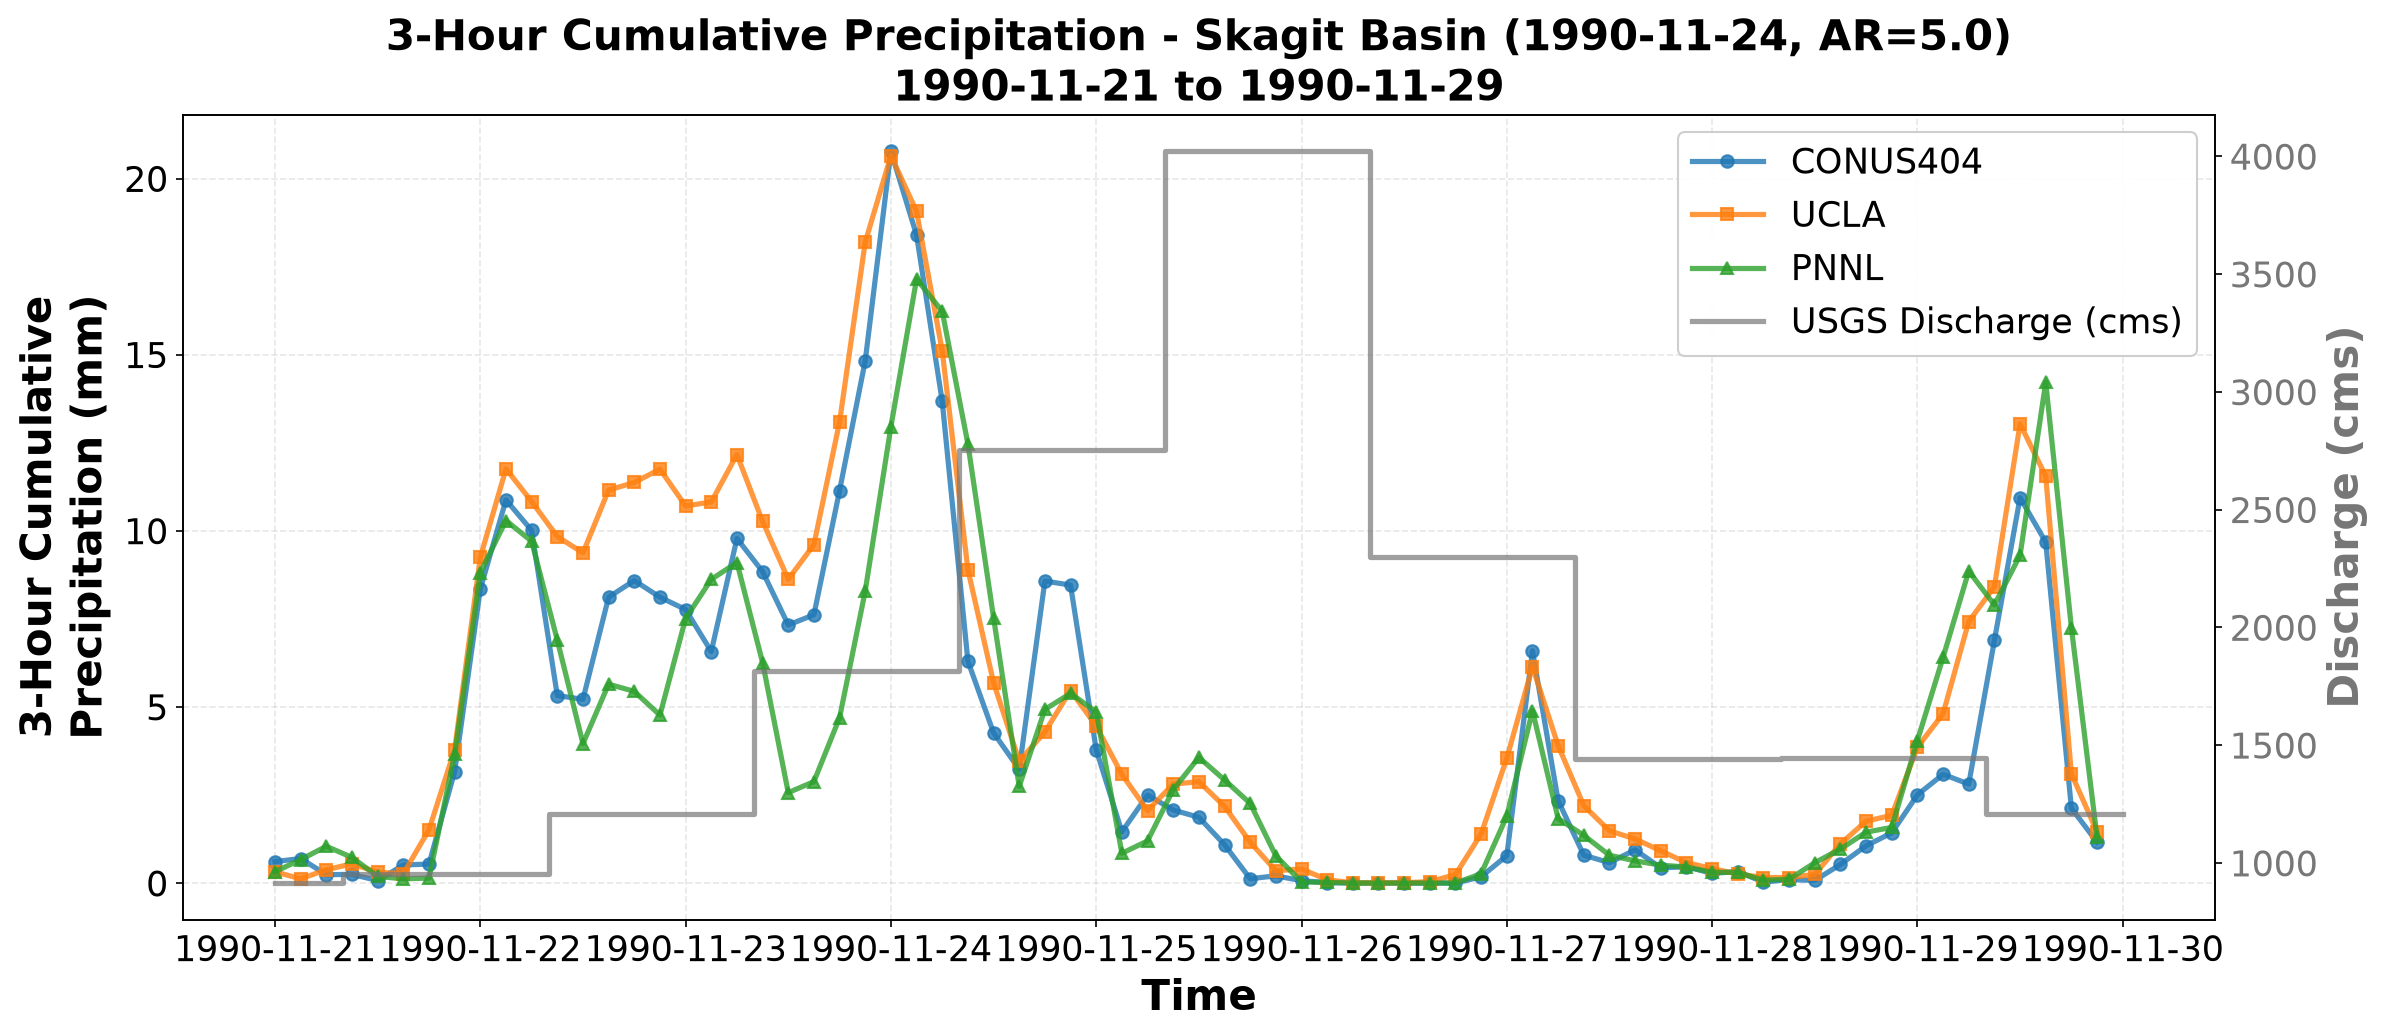 3-Hour Cumulative Precipitation - Skagit Basin (1990-11-24, AR=5.0)
1990-11-21 to 1990-11-29
3-Hour Cumulative
Precipitation (mm)
20
15
10
5
0
CONUS404
UCLA
PNNL
USGS Discharge (cms)
4000
3500
3000
2500
2000
1500
1000
Discharge (cms)
1990-11-21 1990-11-22 1990-11-23 1990-11-24 1990-11-25 1990-11-26 1990-11-27 1990-11-28 1990-11-29 1990-11-30
Time